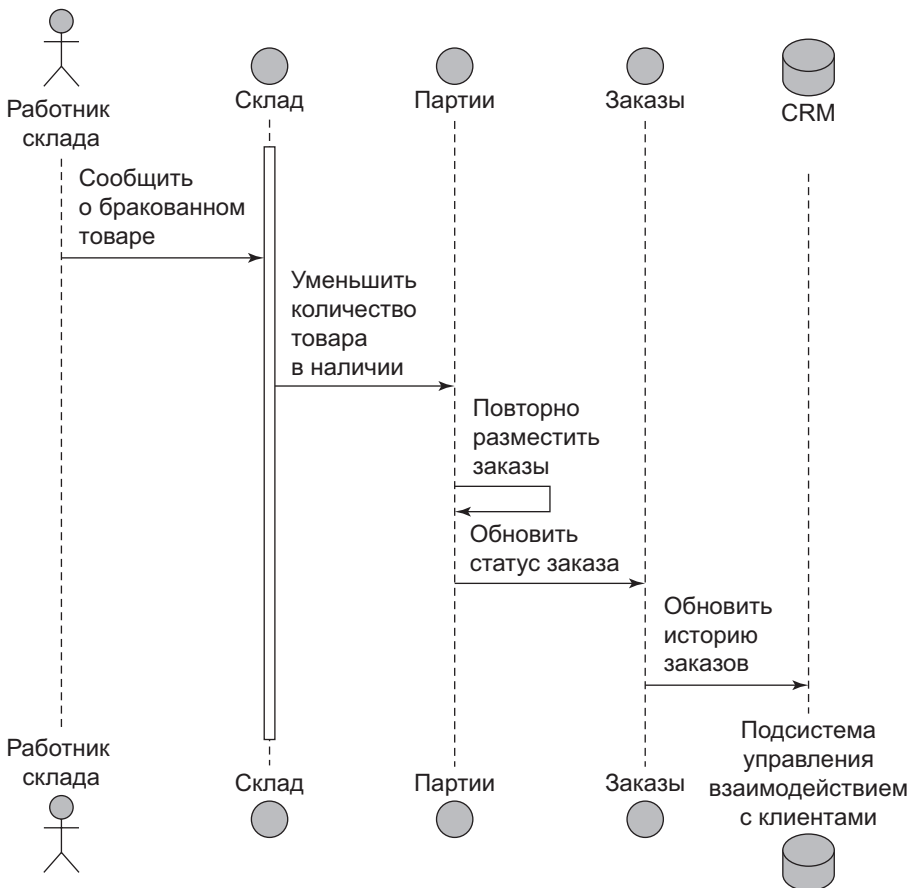 Работник
склада
Склад
Партии
Заказы
CRM
Сообщить
о бракованном
товаре
Уменьшить
количество
товара
в наличии
Повторно
разместить
заказы
Обновить
статус заказа
Обновить
историю
заказов
Работник
склада
Склад
Партии
Заказы
Подсистема
управления
взаимодействием
с клиентами